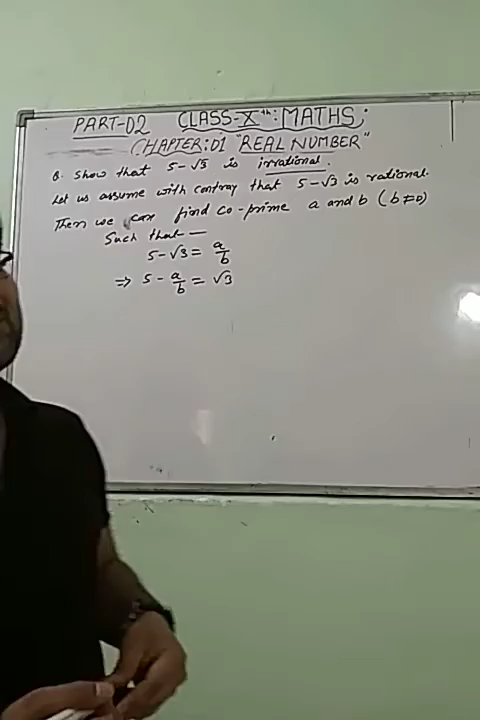 PART-02 CLASS-Xth: MATHS;
CHAPTER:01 "REAL NUMBER"
Q. Show that 5-√3 is irrational.
Let us assume with contray that 5-√3 is rational.
Then we can find co-prime a and b (b≠0)
Such that —
5-√3 = a/b
⇒ 5 - a/b = √3